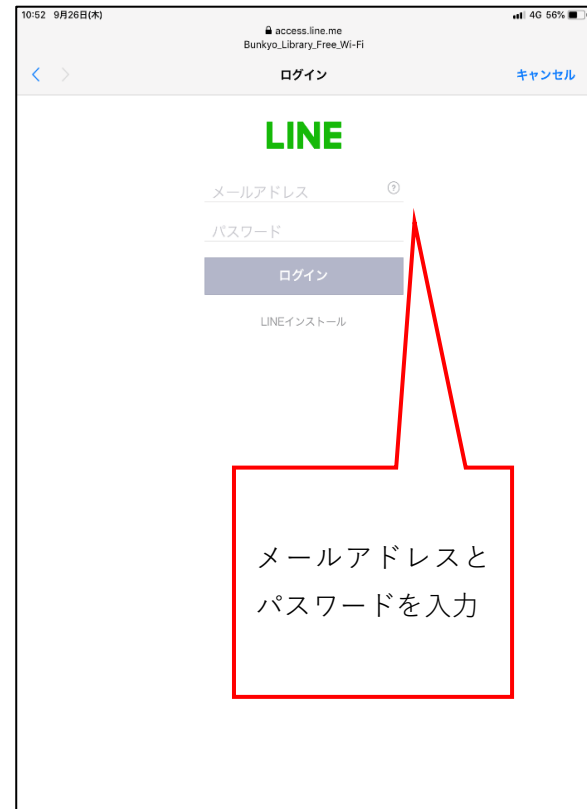 10:52 9月26日(木)
4G 56%
access.line.me
Bunkyo_Library_Free_Wi-Fi
ログイン
キャンセル
LINE
メールアドレス
パスワード
ログイン
LINEインストール
メールアドレスと
パスワードを入力